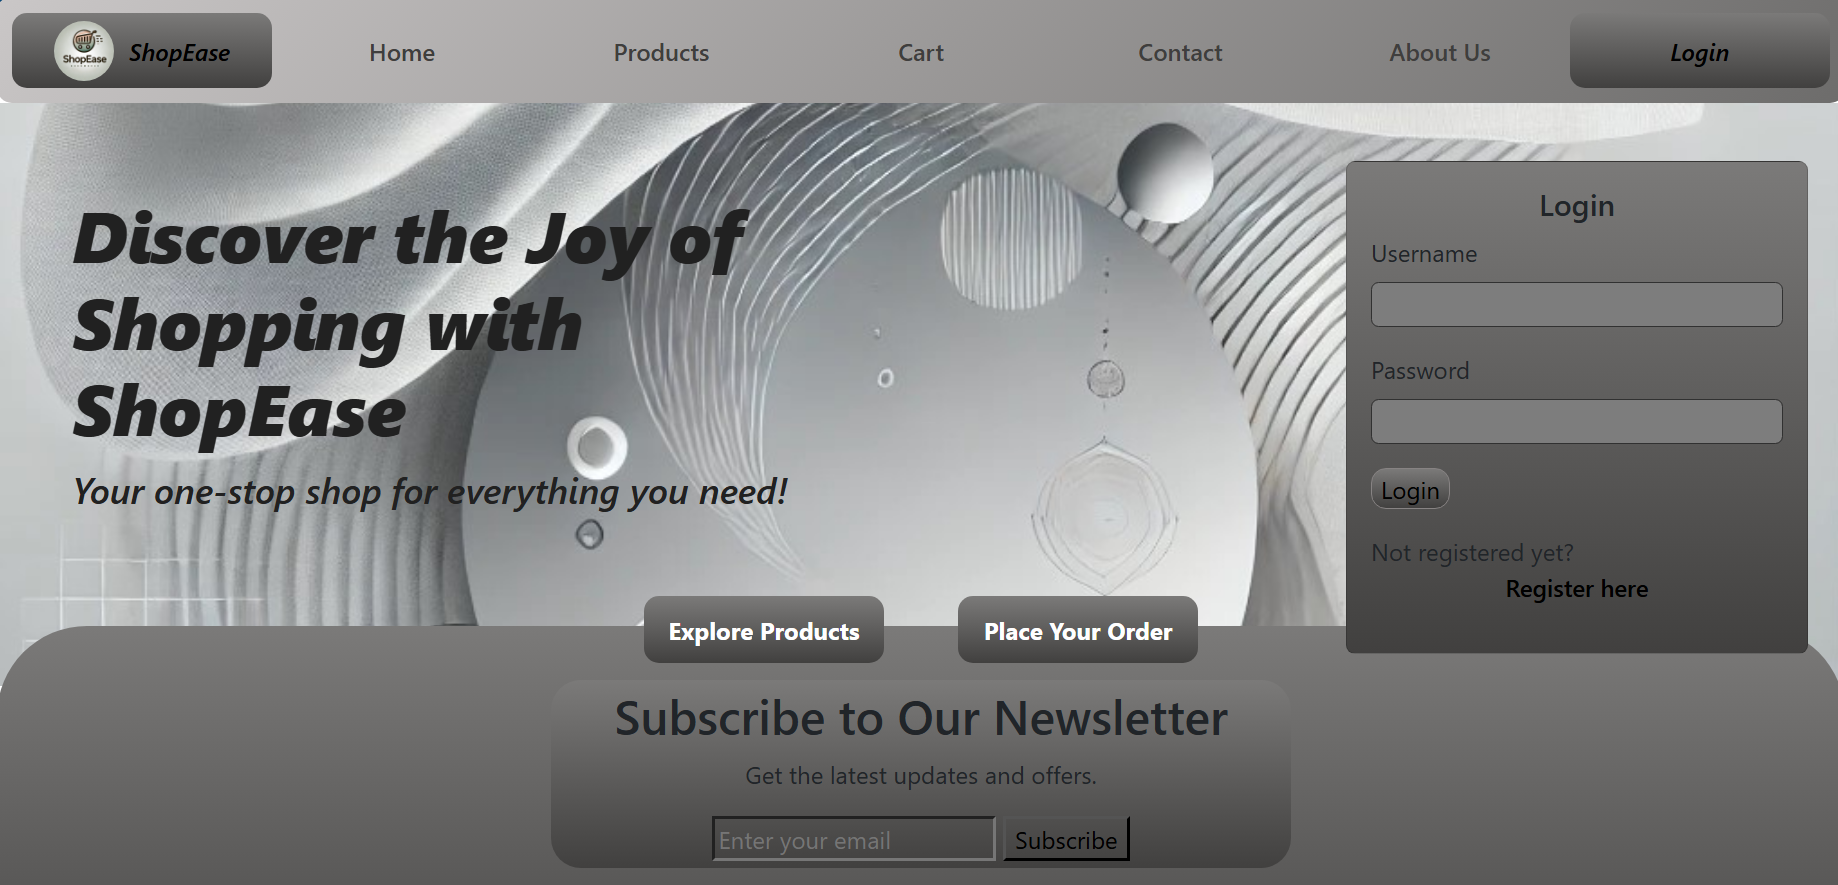 ShopEase
ShopEase
Home
Products
Cart
Contact
About Us
Login
Discover the Joy of
Shopping with
ShopEase
Your one-stop shop for everything you need!
Login
Username
Password
Login
Not registered yet?
Register here
Explore Products
Place Your Order
Subscribe to Our Newsletter
Get the latest updates and offers.
Enter your email
Subscribe